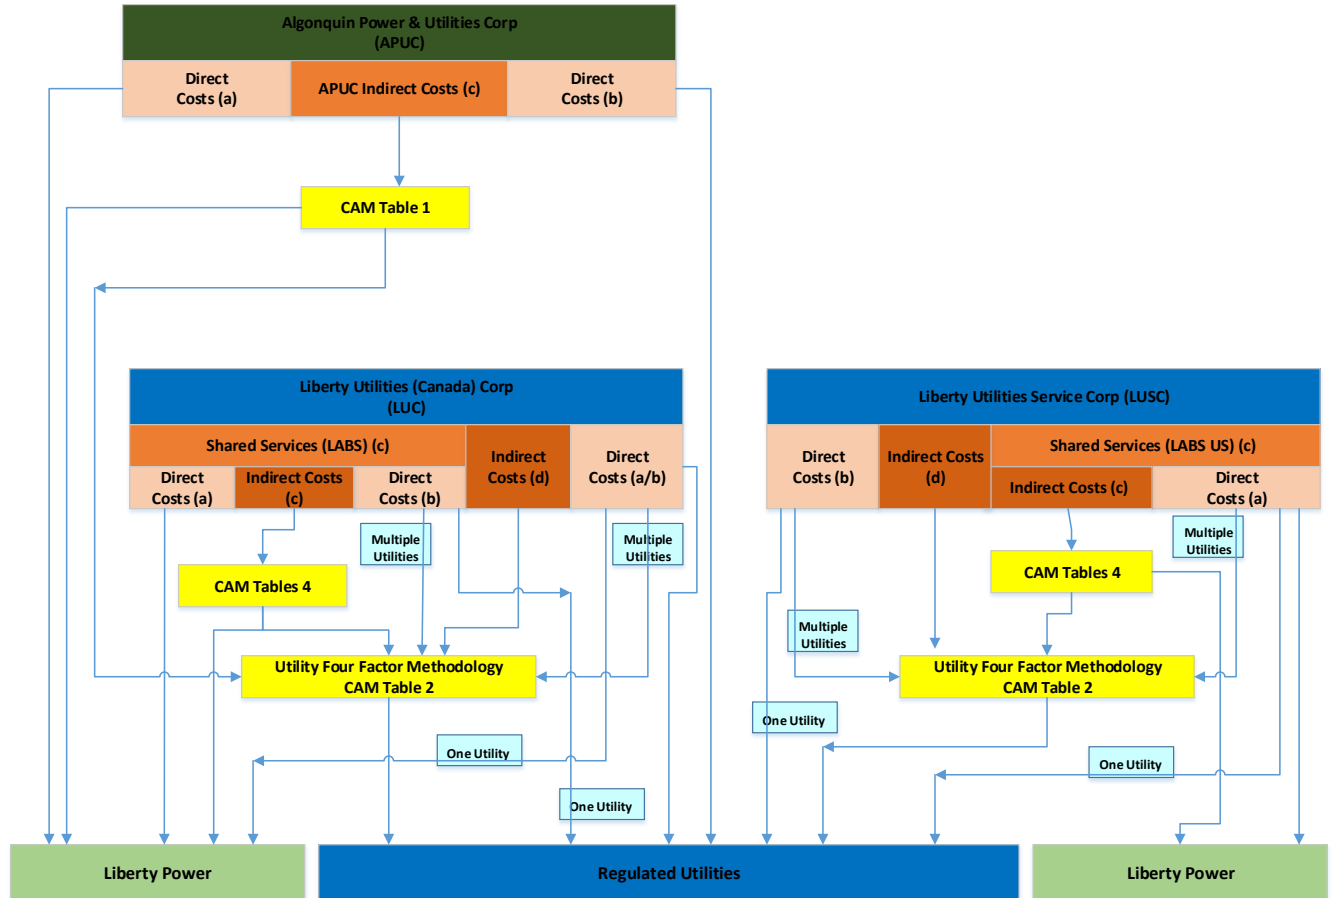 Algonquin Power & Utilities Corp
(APUC)
Direct
Costs (a)
APUC Indirect Costs (c)
Direct
Costs (b)
CAM Table 1
Liberty Utilities (Canada) Corp
(LUC)
Shared Services (LABS) (c)
Direct
Costs (a)
Indirect Costs
(c)
Direct
Costs (b)
Indirect
Costs (d)
Direct
Costs (a/b)
Multiple
Utilities
Multiple
Utilities
CAM Tables 4
Utility Four Factor Methodology
CAM Table 2
One Utility
One Utility
Liberty Utilities Service Corp (LUSC)
Direct
Costs (b)
Indirect Costs
(d)
Shared Services (LABS US) (c)
Indirect Costs (c)
Direct
Costs (a)
Multiple
Utilities
CAM Tables 4
Multiple
Utilities
Utility Four Factor Methodology
CAM Table 2
One Utility
One Utility
Liberty Power
Regulated Utilities
Liberty Power